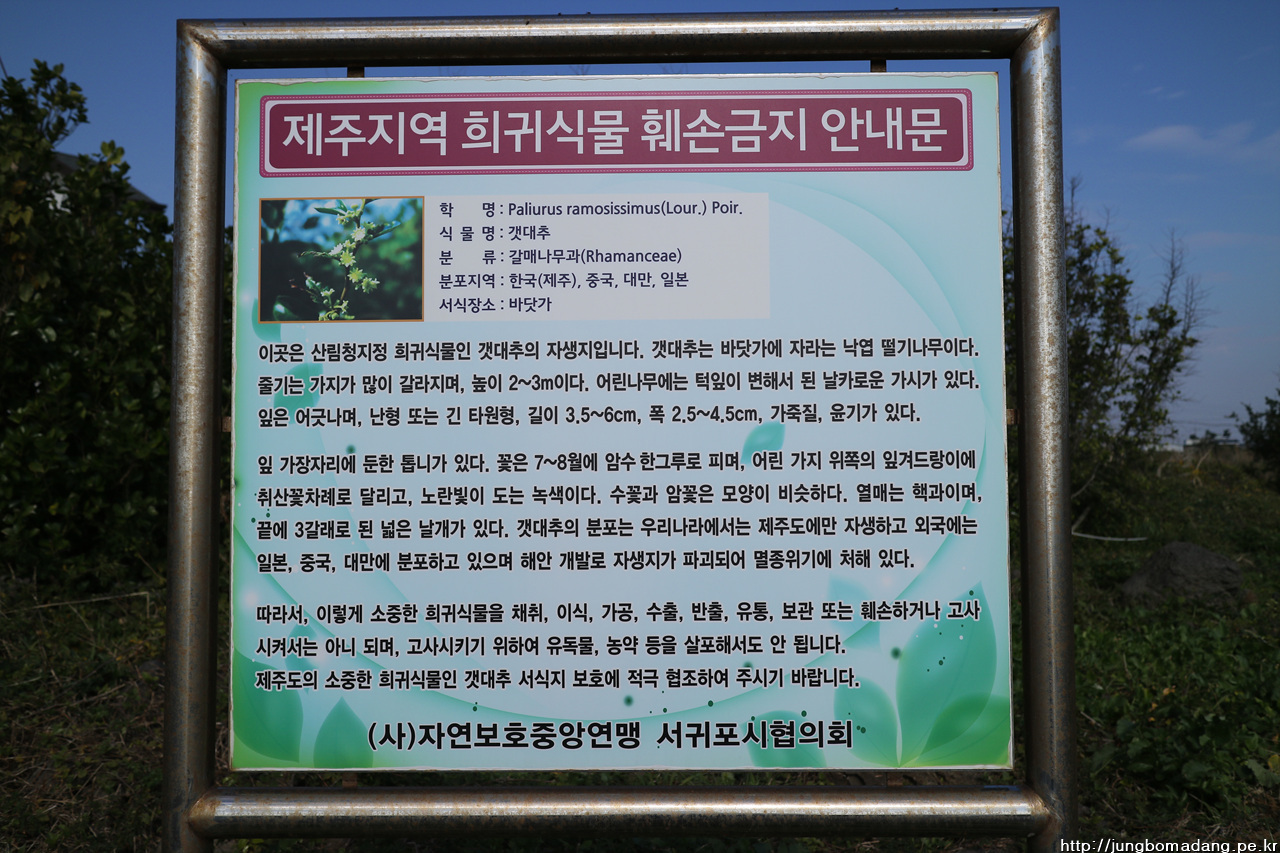 제주지역 희귀식물 훼손금지 안내문
학 명 : Paliurus ramosissimus(Lour.) Poir.
식 물 명 : 갯대추
분 류 : 갈매나무과(Rhamanceae)
분포지역 : 한국(제주), 중국, 대만, 일본
서식장소 : 바닷가
이곳은 산림청지정 희귀식물인 갯대추의 자생지입니다. 갯대추는 바닷가에 자라는 낙엽 떨기나무이다.
줄기는 가지가 많이 갈라지며, 높이 2~3m이다. 어린나무에는 턱잎이 변해서 된 날카로운 가시가 있다.
잎은 어긋나며, 난형 또는 긴 타원형, 길이 3.5~6cm, 폭 2.5~4.5cm, 가죽질, 윤기가 있다.
잎 가장자리에 둔한 톱니가 있다. 꽃은 7~8월에 암수한그루로 피며, 어린 가지 위쪽의 잎겨드랑이에
취산꽃차례로 달리고, 노란빛이 도는 녹색이다. 수꽃과 암꽃은 모양이 비슷하다. 열매는 핵과이며,
끝에 3갈래로 된 넓은 날개가 있다. 갯대추의 분포는 우리나라에서는 제주도에만 자생하고 외국에는
일본, 중국, 대만에 분포하고 있으며 해안 개발로 자생지가 파괴되어 멸종위기에 처해 있다.
따라서, 이렇게 소중한 희귀식물을 채취, 이식, 가공, 수출, 반출, 유통, 보관 또는 훼손하거나 고사
시켜서는 아니 되며, 고사시키기 위하여 유독물, 농약 등을 살포해서도 안 됩니다.
제주도의 소중한 희귀식물인 갯대추 서식지 보호에 적극 협조하여 주시기 바랍니다.
(사)자연보호중앙연맹 서귀포시협의회
http://jungbomadang.pe.kr